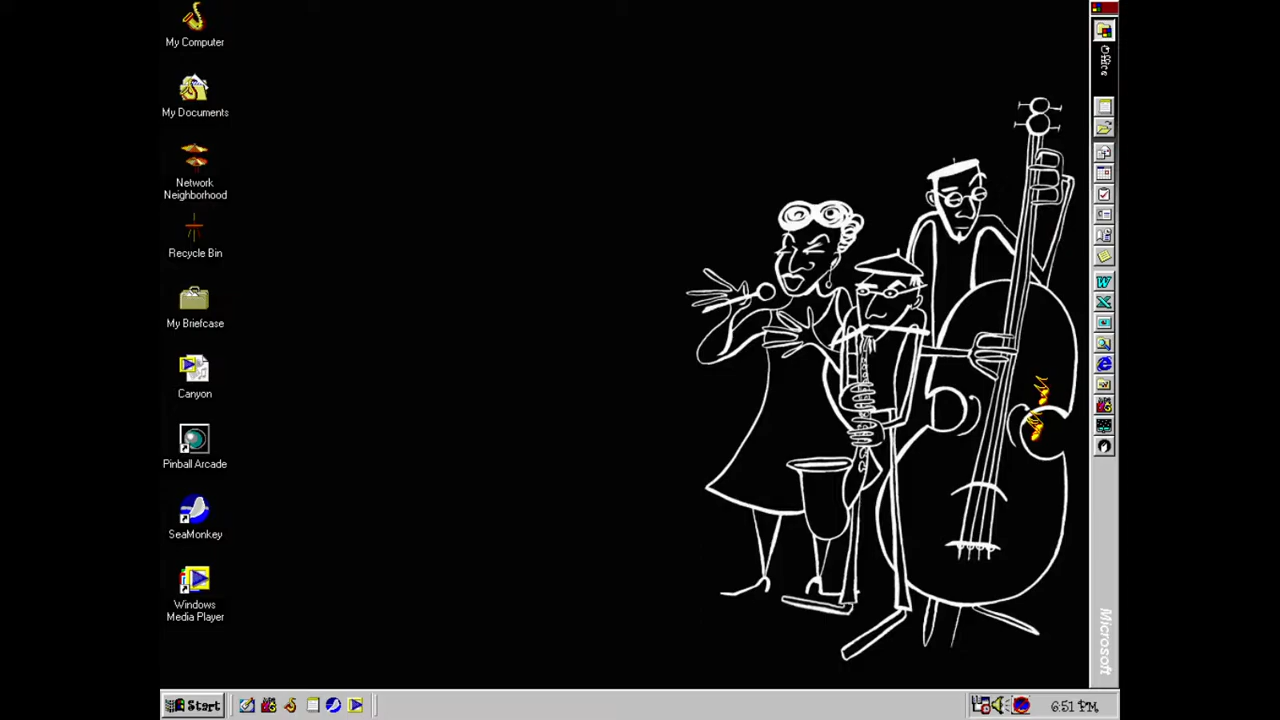 My Computer
My Documents
Network
Neighborhood
Recycle Bin
My Briefcase
Canyon
Pinball Arcade
SeaMonkey
Windows
Media Player
Office
W
X
Microsoft
Start
6:51 PM